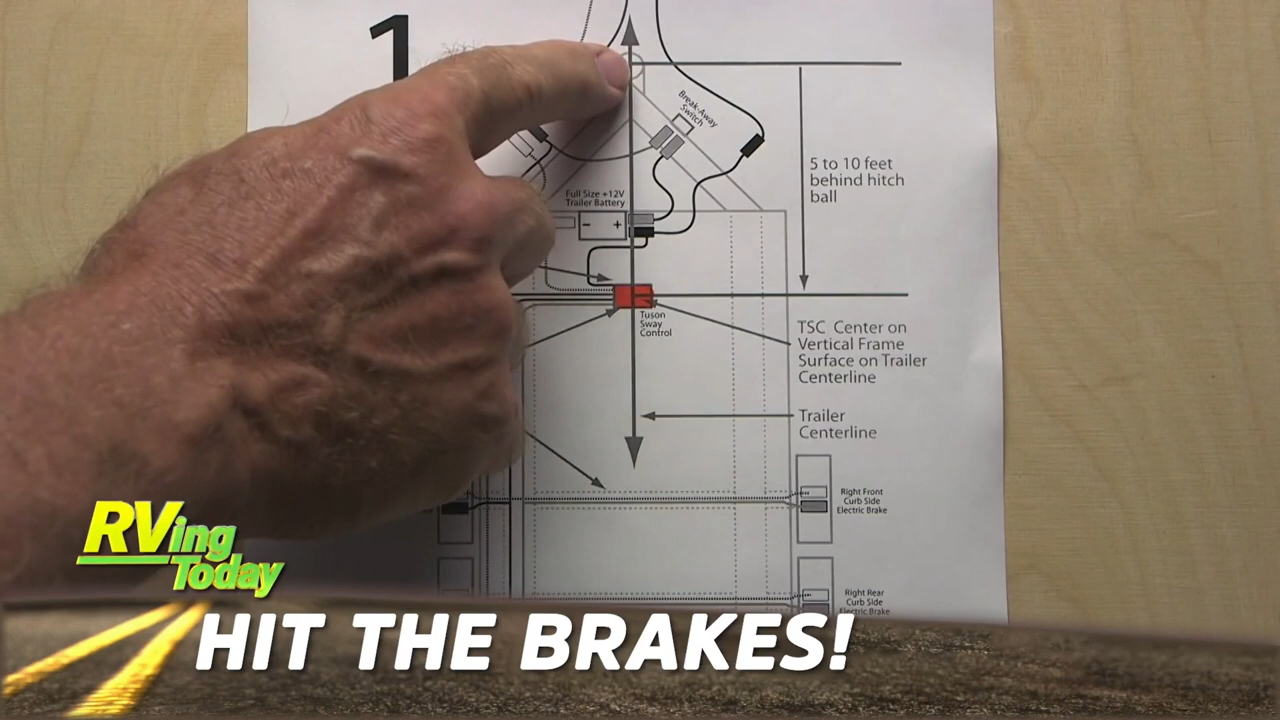 1
Break-Away
Switch
5 to 10 feet
behind hitch
ball
Full Size +12V
Trailer Battery
- +
Tuson
Sway
Control
TSC Center on
Vertical Frame
Surface on Trailer
Centerline
Trailer
Centerline
Right Front
Curb Side
Electric Brake
Right Rear
Curb Side
Electric Brake
RVing
Today
HIT THE BRAKES!